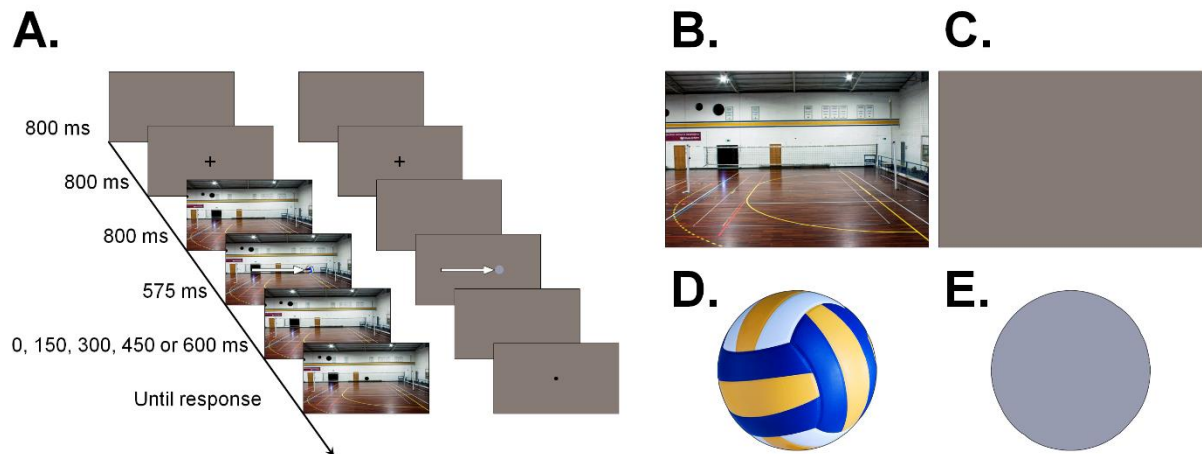 A.
B.
C.
800 ms
800 ms
800 ms
575 ms
0, 150, 300, 450 or 600 ms
Until response
D.
E.